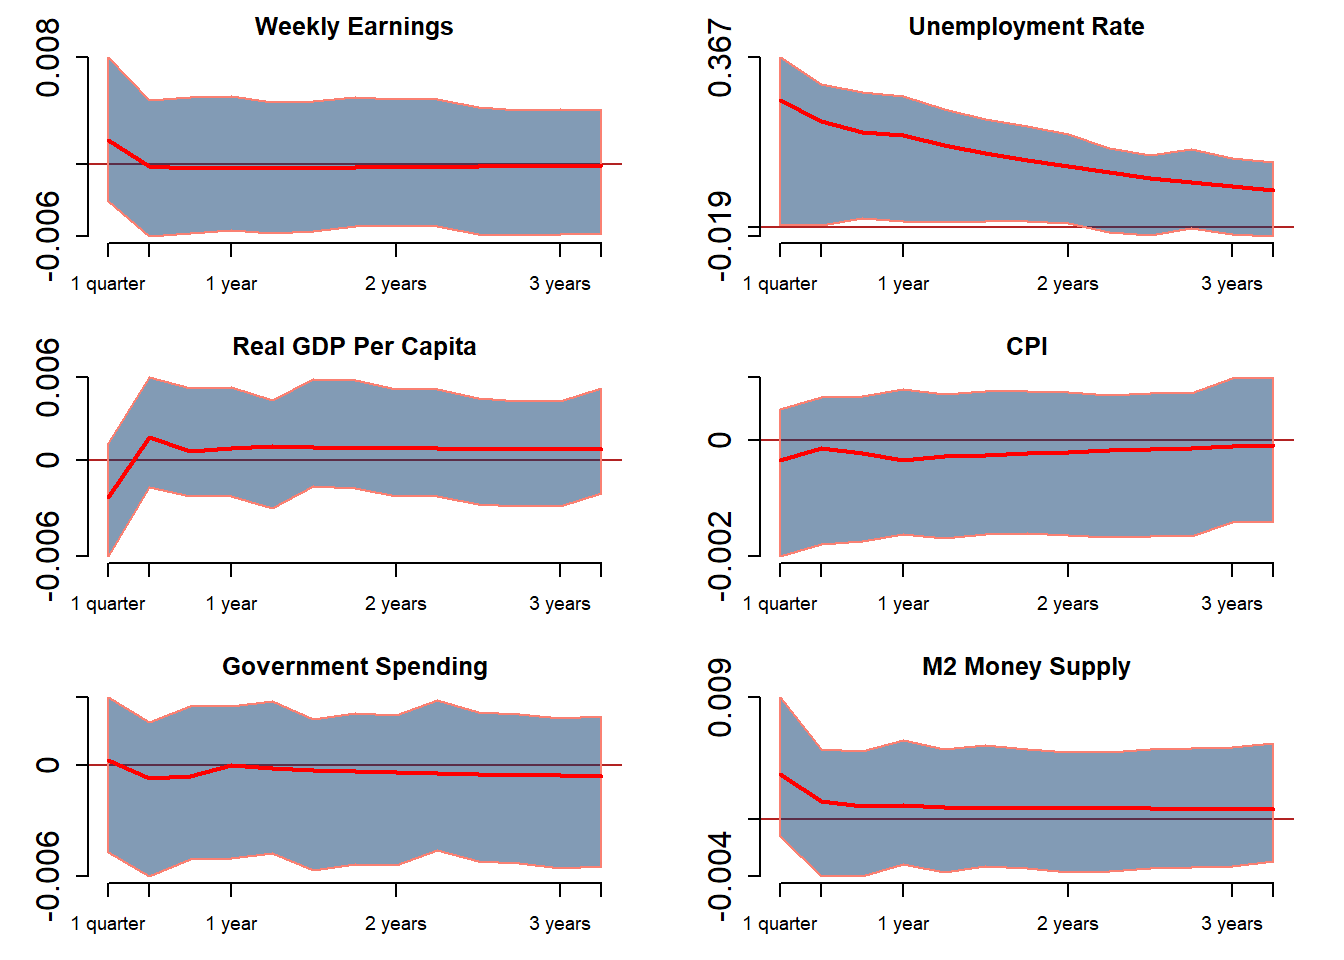 Weekly Earnings
0.008
-0.006
1 quarter 1 year 2 years 3 years
Unemployment Rate
0.367
-0.019
1 quarter 1 year 2 years 3 years
Real GDP Per Capita
0.006
0
-0.006
1 quarter 1 year 2 years 3 years
CPI
0
-0.002
1 quarter 1 year 2 years 3 years
Government Spending
0
-0.006
1 quarter 1 year 2 years 3 years
M2 Money Supply
0.009
-0.004
1 quarter 1 year 2 years 3 years